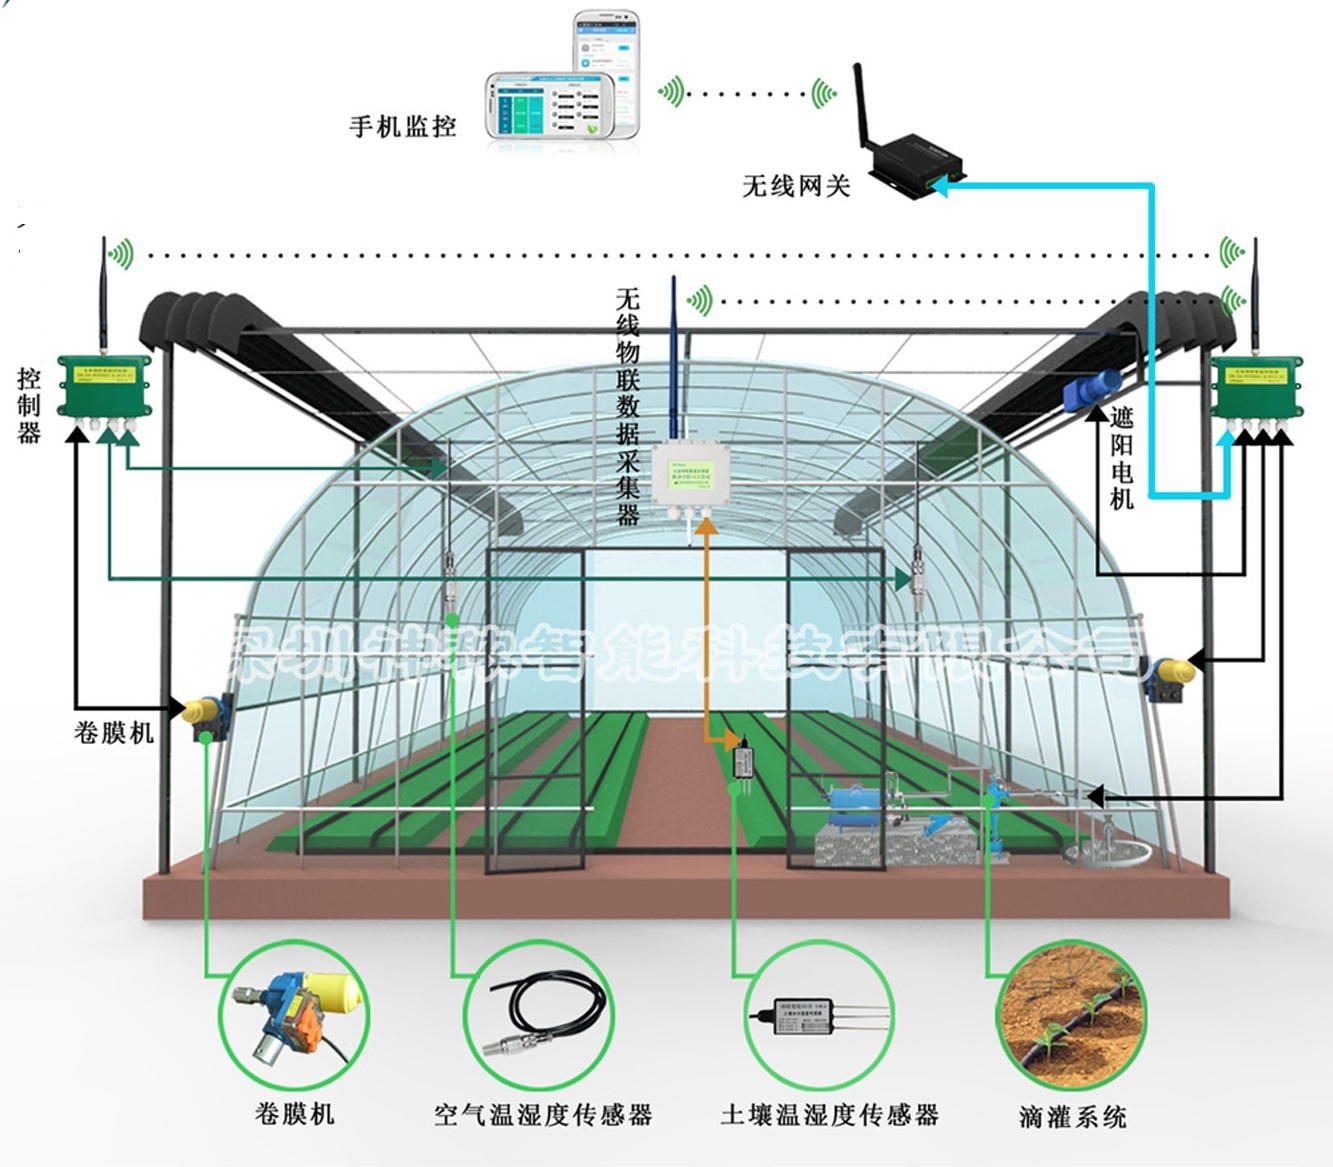 手机监控
无线网关
无线物联数据采集器
控制器
遮阳电机
深圳神秾智能科技有限公司
卷膜机
卷膜机
空气温湿度传感器
土壤温湿度传感器
滴灌系统